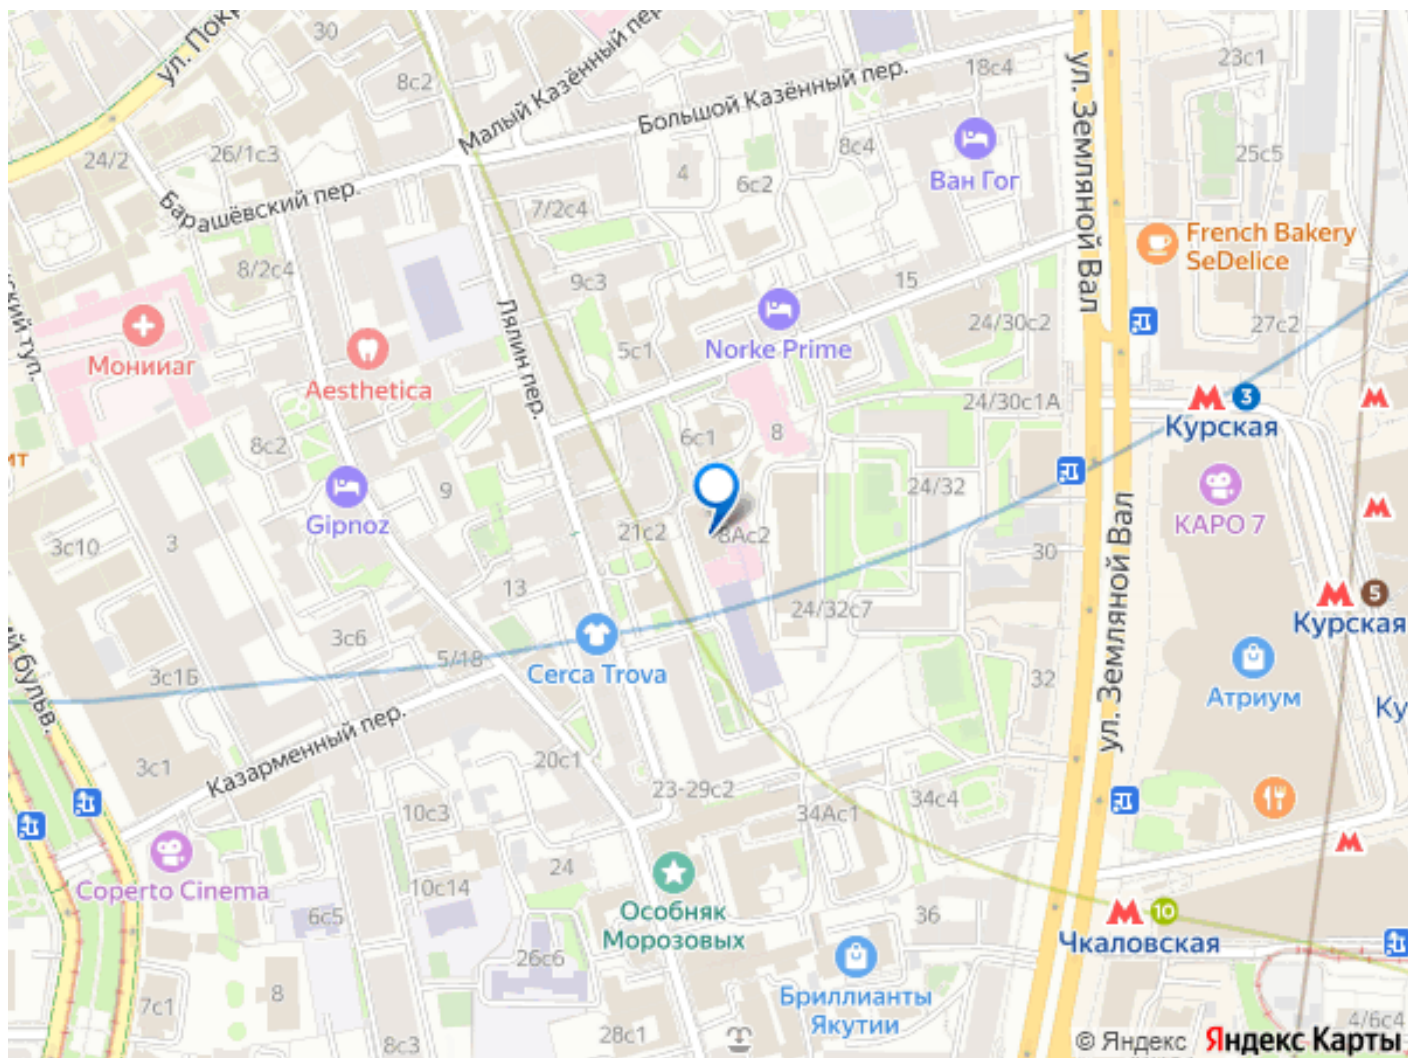 ул. Покр
30
8с2
Малый Казённый пер
Большой Казённый пер.
18с4
ул. Земляной Вал
23с1
24/2
26/1с3
Барашёвский пер.
4
6с2
8с4
Ван Гог
25с5
7/2с4
8/2с4
9с3
15
French Bakery
SeDelice
ский туп.
Монииаг
Aesthetica
Лялин пер.
5с1
Norke Prime
24/30с2
27с2
24/30с1А
3
Курская
8с2
6с1
8
ит
9
Gipnoz
24/32
КАРО 7
3с10
3
21с2
8Ас2
30
ул. Земляной Вал
13
24/32с7
5
Курская
3с6
5/18
Cerca Trova
3с1Б
32
Атриум
Ку
й бульв.
Казарменный пер.
3с1
20с1
23-29с2
34Ас1
34с4
10с3
Coperto Cinema
10с14
24
Особняк
Морозовых
36
10
Чкаловская
6с5
26с6
Бриллианты
Якутии
8
7с1
8с3
28с1
4/6с4
© Яндекс Яндекс Карты